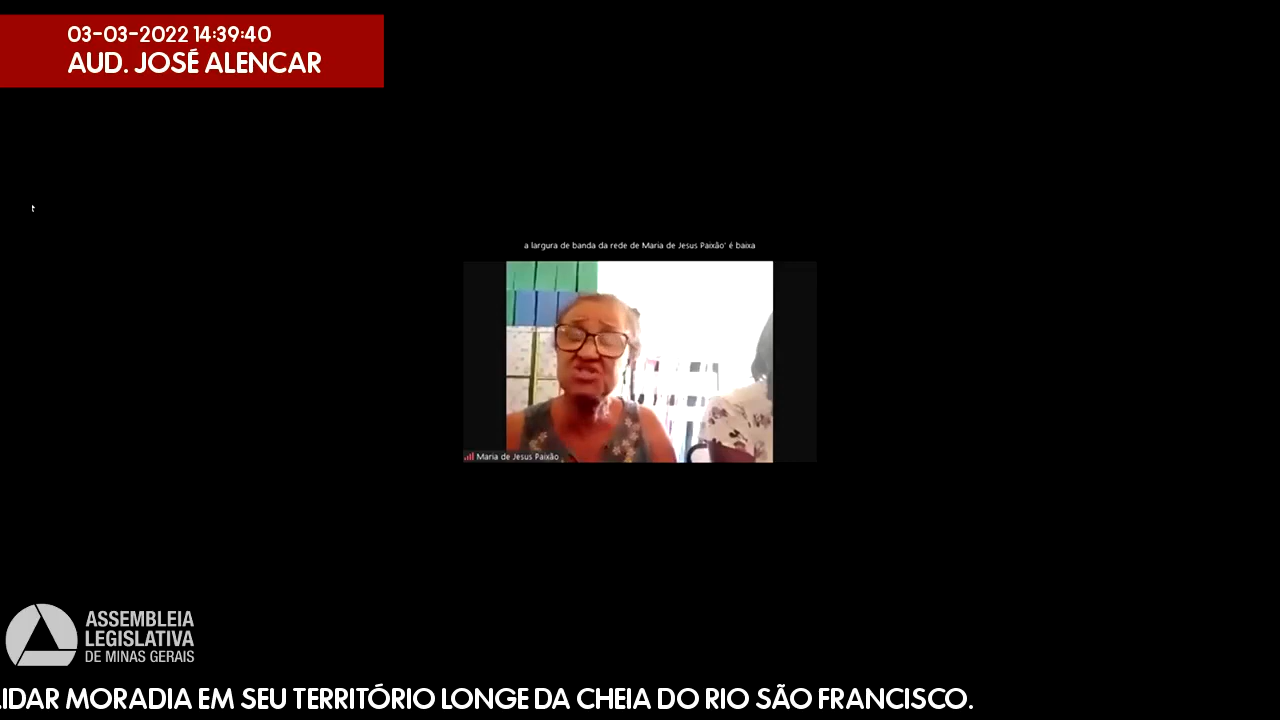 03-03-2022 14:39:40
AUD. JOSÉ ALENCAR
a largura de banda da rede de Maria de Jesus Paixão' é baixa
Maria de Jesus Paixão
ASSEMBLEIA
LEGISLATIVA
DE MINAS GERAIS
LIDAR MORADIA EM SEU TERRITÓRIO LONGE DA CHEIA DO RIO SÃO FRANCISCO.